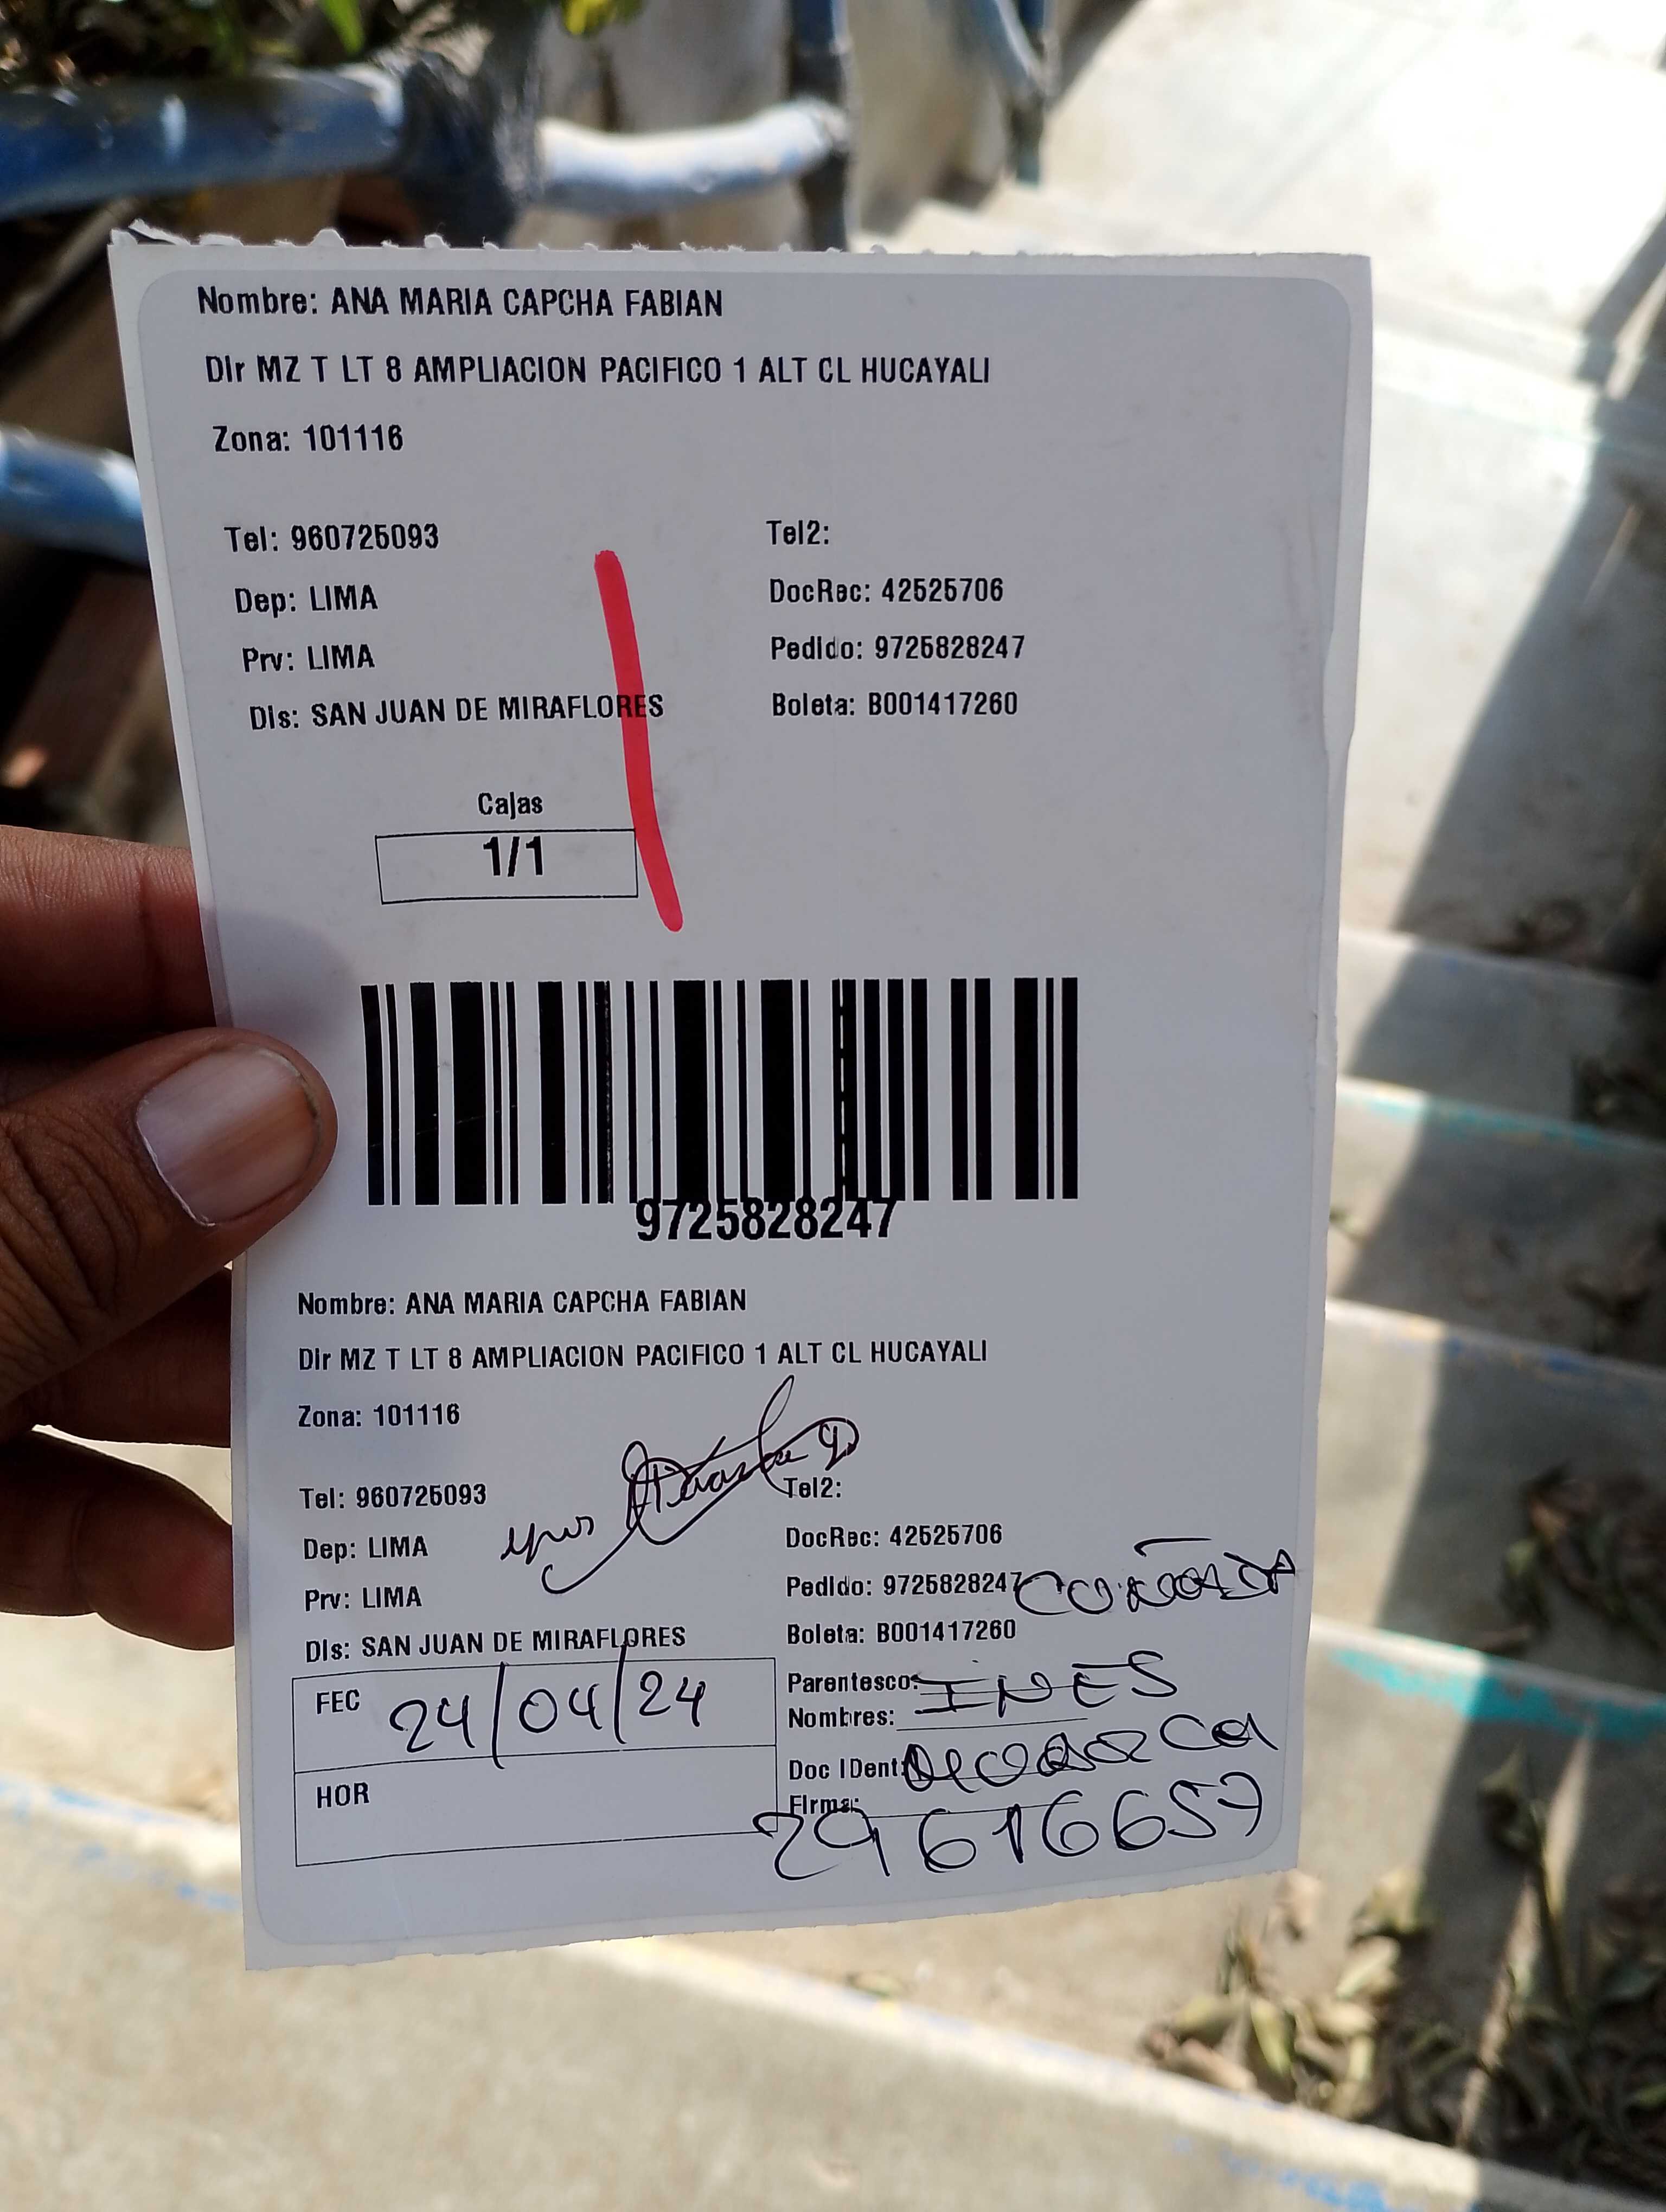 Nombre: ANA MARIA CAPCHA FABIAN
Dir MZ T LT 8 AMPLIACION PACIFICO 1 ALT CL HUCAYALI
Zona: 101116
Tel: 960725093
Tel2:
Dep: LIMA
DocRec: 42525706
Prv: LIMA
Pedido: 9725828247
Dis: SAN JUAN DE MIRAFLORES
Boleta: B001417260
Cajas
1/1
9725828247
Nombre: ANA MARIA CAPCHA FABIAN
Dir MZ T LT 8 AMPLIACION PACIFICO 1 ALT CL HUCAYALI
Zona: 101116
Tel: 960725093
Tel2:
Dep: LIMA
DocRec: 42525706
Prv: LIMA
Pedido: 9725828247
CUÑADA
Dis: SAN JUAN DE MIRAFLORES
Boleta: B001417260
FEC 24/04/24
Parentesco: INES
Nombres:
HOR
Doc IDent:
Firma:
29616657